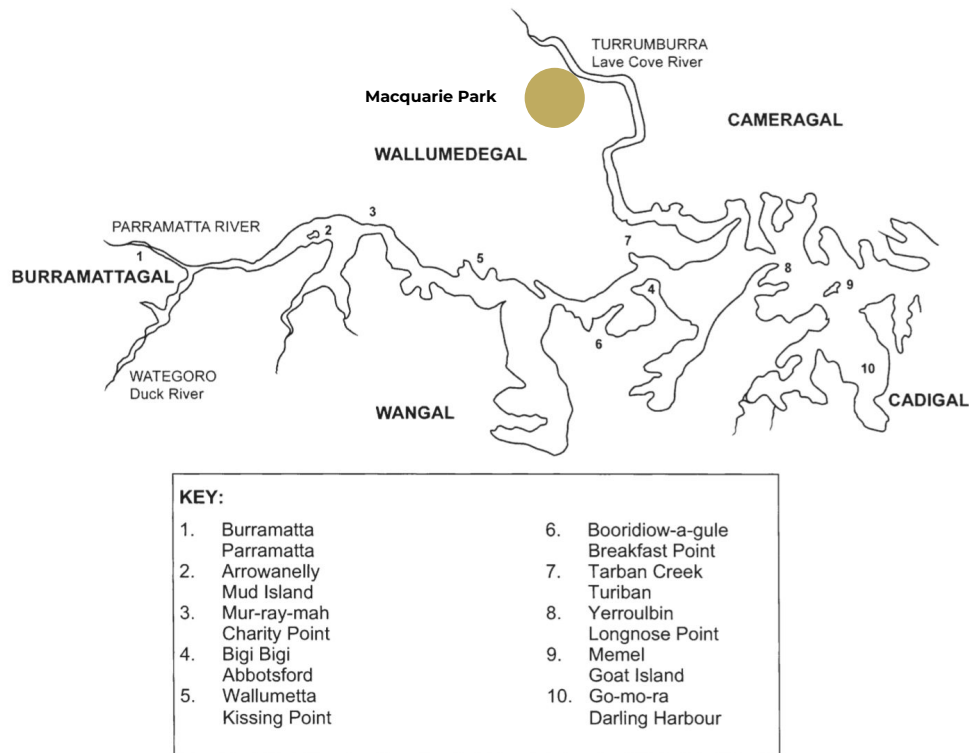 TURRUMBURRA
Lave Cove River
Macquarie Park
CAMERAGAL
WALLUMEDEGAL
3
PARRAMATTA RIVER
2
7
1
5
BURRAMATTAGAL
8
4
9
6
10
WATEGORO
Duck River
WANGAL
CADIGAL
KEY:
1. Burramatta
Parramatta
2. Arrowanelly
Mud Island
3. Mur-ray-mah
Charity Point
4. Bigi Bigi
Abbotsford
5. Wallumetta
Kissing Point
6. Booridiow-a-gule
Breakfast Point
7. Tarban Creek
Turiban
8. Yerroulbin
Longnose Point
9. Memel
Goat Island
10. Go-mo-ra
Darling Harbour